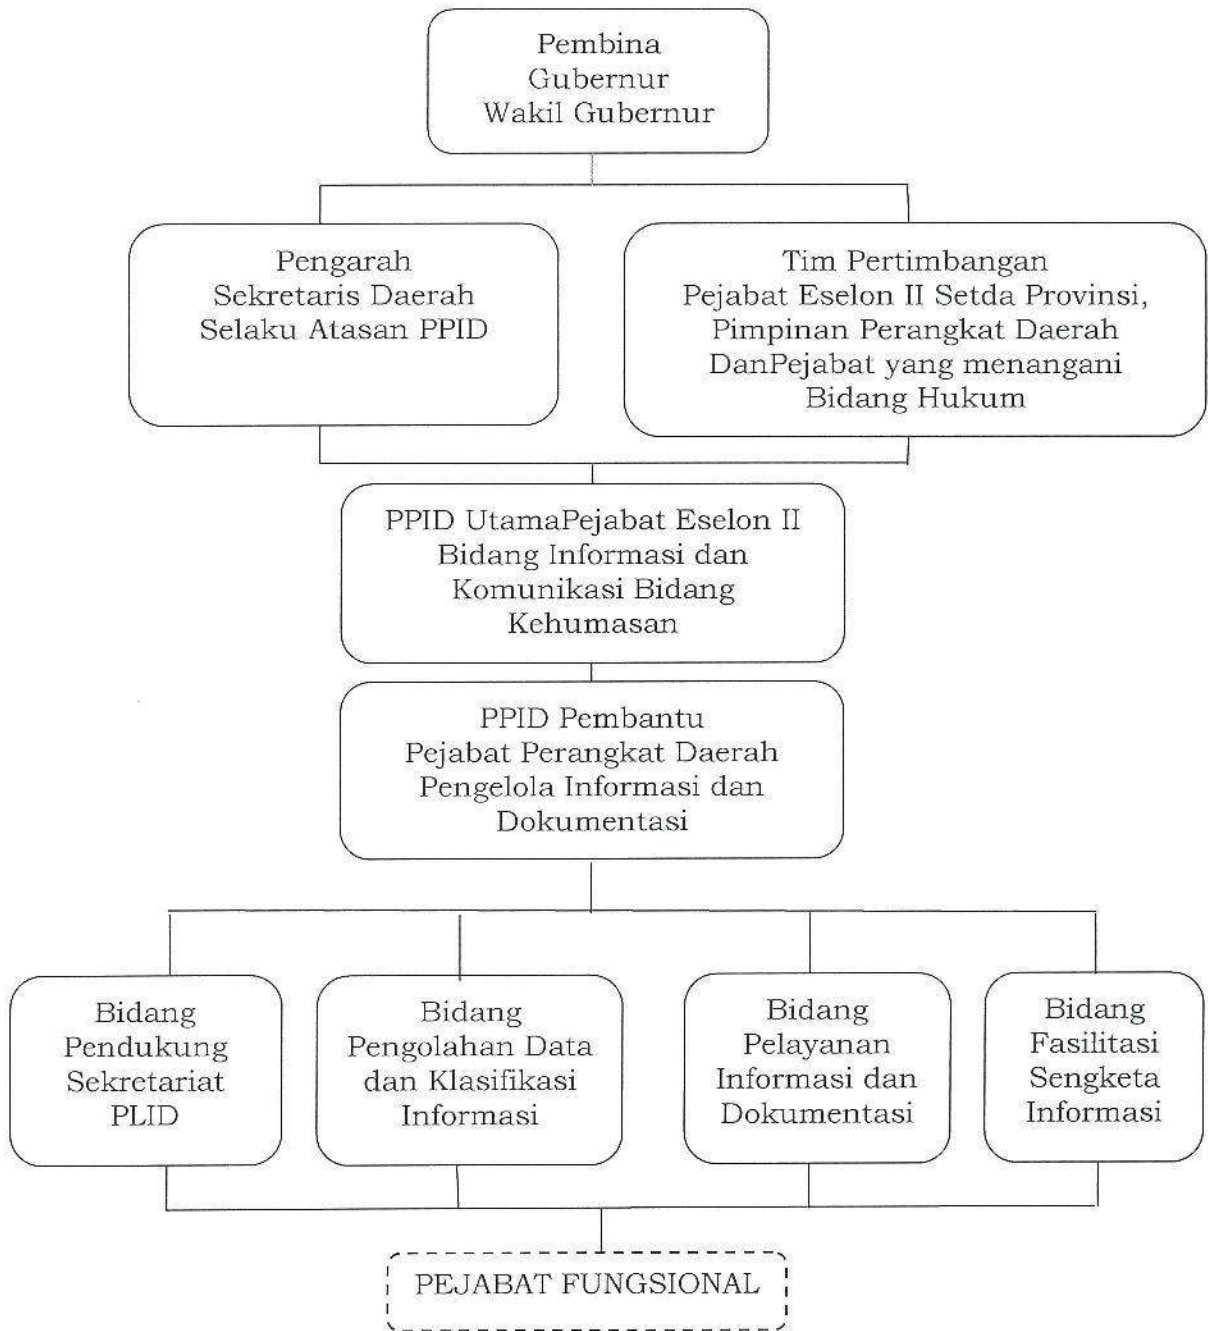 Pembina
Gubernur
Wakil Gubernur
Pengarah
Sekretaris Daerah
Selaku Atasan PPID
Tim Pertimbangan
Pejabat Eselon II Setda Provinsi,
Pimpinan Perangkat Daerah
DanPejabat yang menangani
Bidang Hukum
PPID UtamaPejabat Eselon II
Bidang Informasi dan
Komunikasi Bidang
Kehumasan
PPID Pembantu
Pejabat Perangkat Daerah
Pengelola Informasi dan
Dokumentasi
Bidang
Pendukung
Sekretariat
PLID
Bidang
Pengolahan Data
dan Klasifikasi
Informasi
Bidang
Pelayanan
Informasi dan
Dokumentasi
Bidang
Fasilitasi
Sengketa
Informasi
PEJABAT FUNGSIONAL